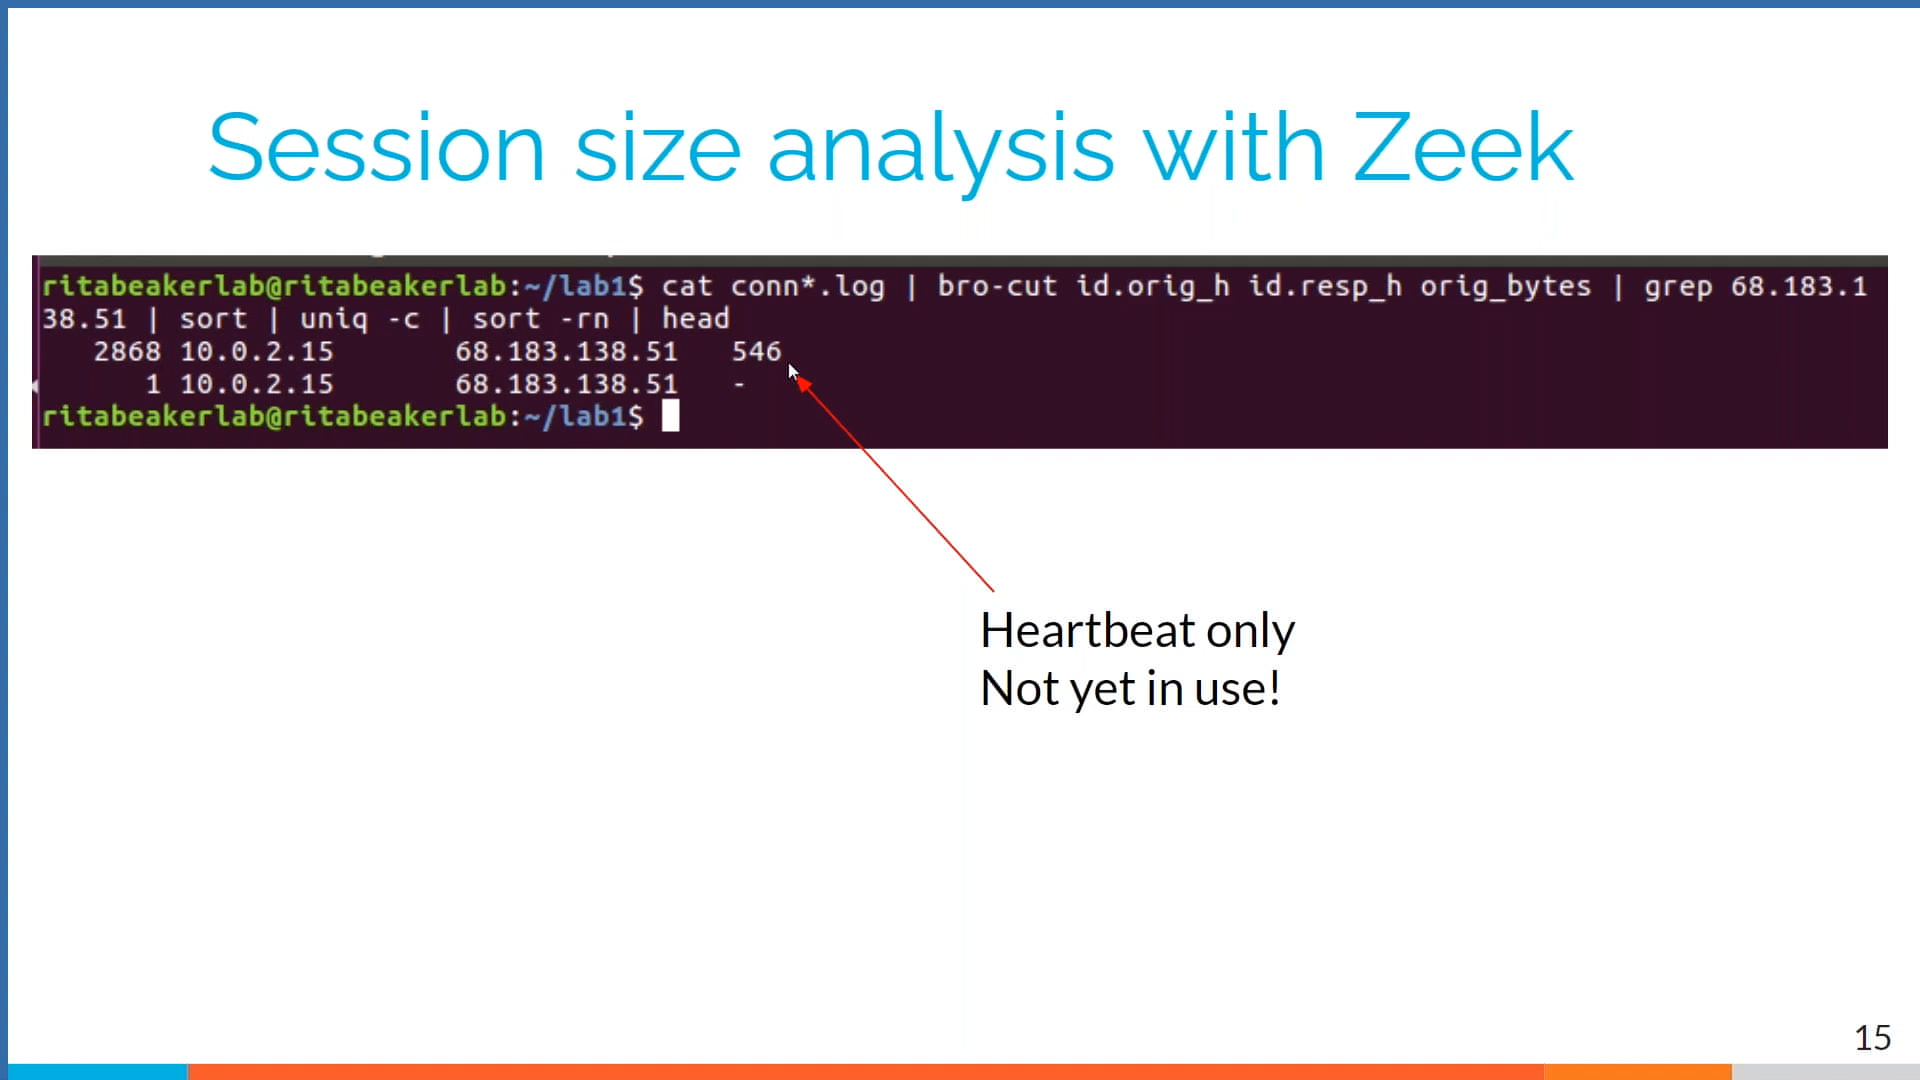 Session size analysis with Zeek
ritabeakerlab@ritabeakerlab:~/lab1$ cat conn*.log | bro-cut id.orig_h id.resp_h orig_bytes | grep 68.183.1
38.51 | sort | uniq -c | sort -rn | head
2868 10.0.2.15 68.183.138.51 546
1 10.0.2.15 68.183.138.51 -
ritabeakerlab@ritabeakerlab:~/lab1$
Heartbeat only
Not yet in use!
15